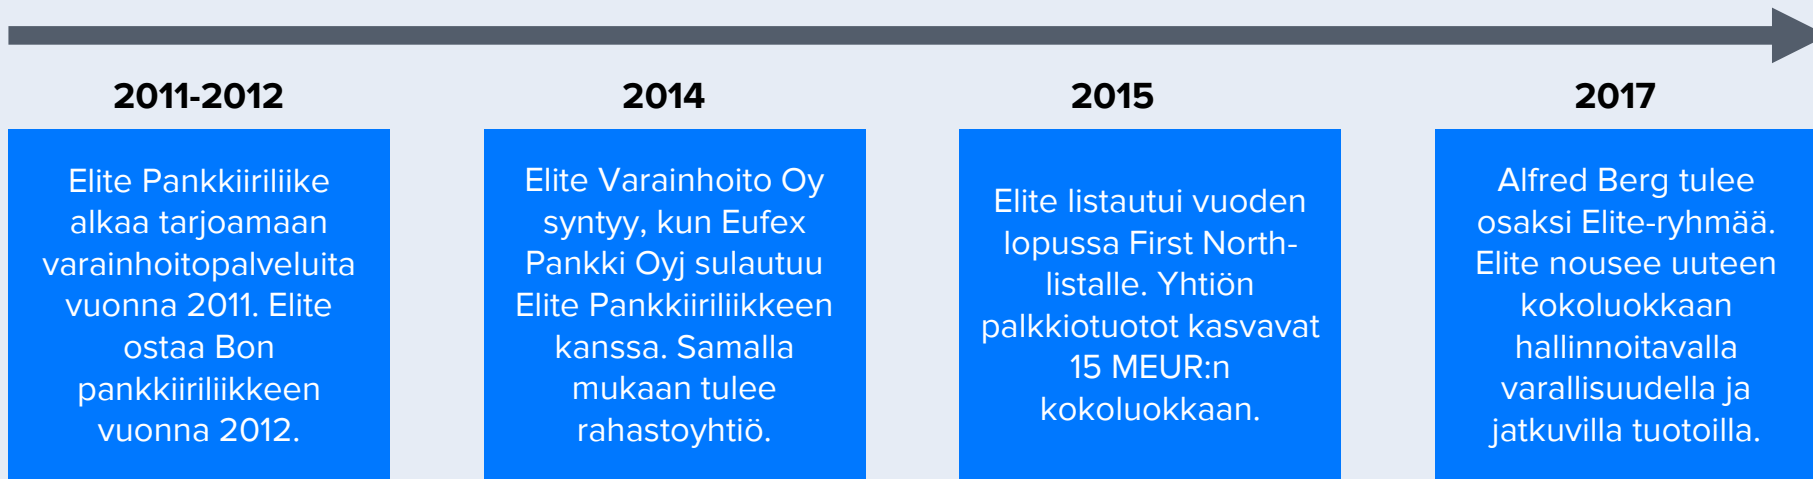 2011-2012
Elite Pankkiiriliike
alkaa tarjoamaan
varainhoitopalveluita
vuonna 2011. Elite
ostaa Bon
pankkiiriliikkeen
vuonna 2012.
2014
Elite Varainhoito Oy
syntyy, kun Eufex
Pankki Oyj sulautuu
Elite Pankkiiriliikkeen
kanssa. Samalla
mukaan tulee
rahastoyhtiö.
2015
Elite listautui vuoden
lopussa First North-
listalle. Yhtiön
palkkiotuotot kasvavat
15 MEUR:n
kokoluokkaan.
2017
Alfred Berg tulee
osaksi Elite-ryhmää.
Elite nousee uuteen
kokoluokkaan
hallinnoitavalla
varallisuudella ja
jatkuvilla tuotoilla.